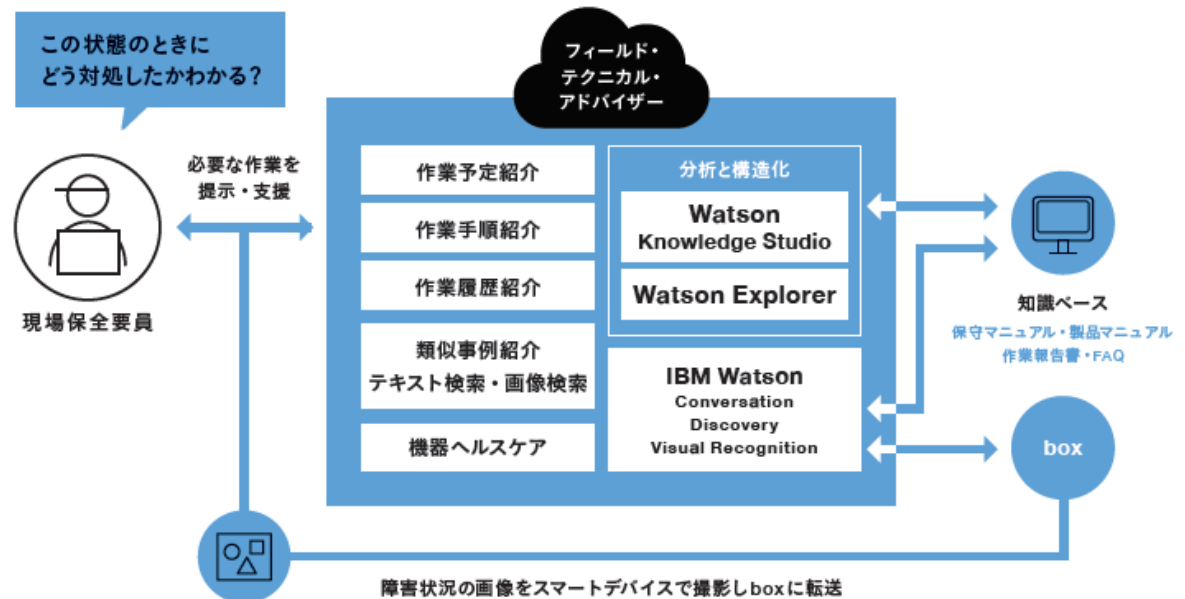 この状態のときに
どう対処したかわかる？
フィールド・
テクニカル・
アドバイザー
必要な作業を
提示・支援
現場保全要員
作業予定紹介
作業手順紹介
作業履歴紹介
類似事例紹介
テキスト検索・画像検索
機器ヘルスケア
分析と構造化
Watson
Knowledge Studio
Watson Explorer
IBM Watson
Conversation
Discovery
Visual Recognition
知識ベース
保守マニュアル・製品マニュアル
作業報告書・FAQ
box
障害状況の画像をスマートデバイスで撮影しboxに転送